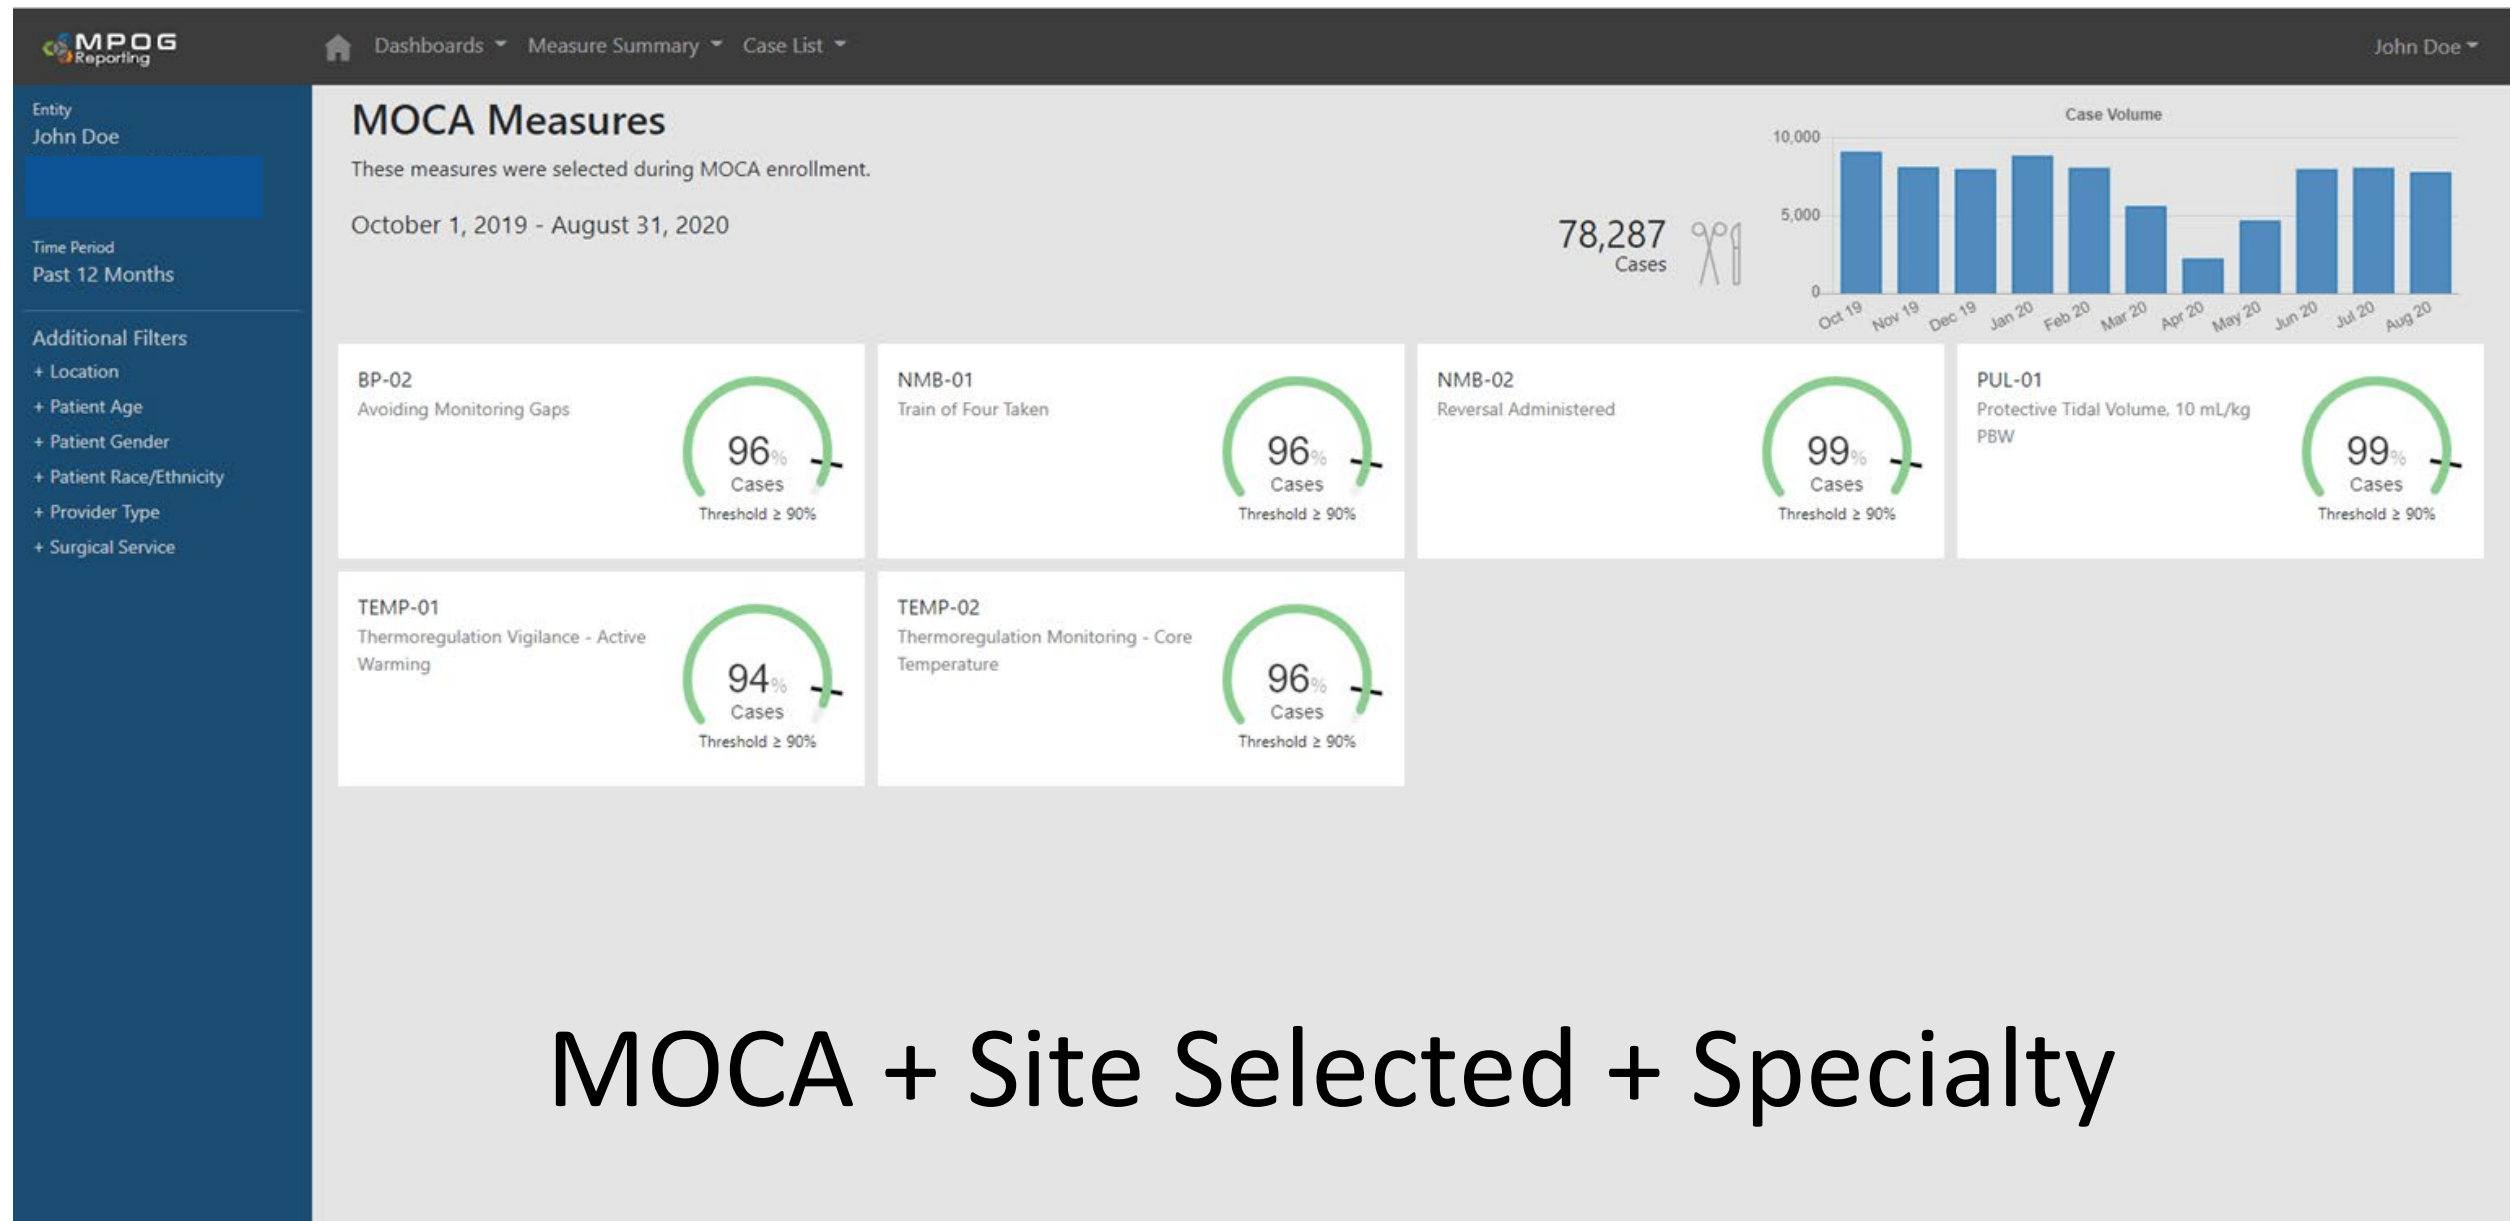 MPOG
Reporting
Dashboards
Measure Summary
Case List
John Doe
Entity
John Doe
Time Period
Past 12 Months
Additional Filters
+ Location
+ Patient Age
+ Patient Gender
+ Patient Race/Ethnicity
+ Provider Type
+ Surgical Service
MOCA Measures
These measures were selected during MOCA enrollment.
October 1, 2019 - August 31, 2020
78,287
Cases
Case Volume
10,000
5,000
0
Oct 19
Nov 19
Dec 19
Jan 20
Feb 20
Mar 20
Apr 20
May 20
Jun 20
Jul 20
Aug 20
BP-02
Avoiding Monitoring Gaps
96%
Cases
Threshold ≥ 90%
NMB-01
Train of Four Taken
96%
Cases
Threshold ≥ 90%
NMB-02
Reversal Administered
99%
Cases
Threshold ≥ 90%
PUL-01
Protective Tidal Volume, 10 mL/kg
PBW
99%
Cases
Threshold ≥ 90%
TEMP-01
Thermoregulation Vigilance - Active
Warming
94%
Cases
Threshold ≥ 90%
TEMP-02
Thermoregulation Monitoring - Core
Temperature
96%
Cases
Threshold ≥ 90%
MOCA + Site Selected + Specialty